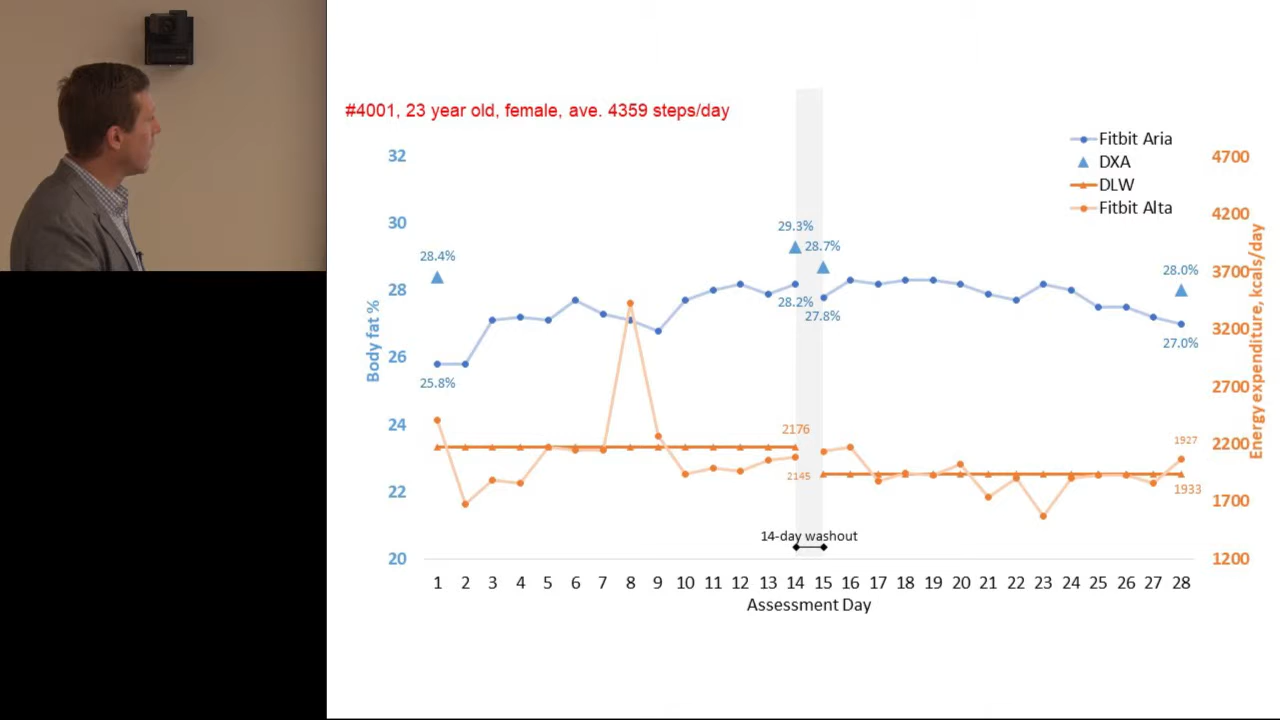 #4001, 23 year old, female, ave. 4359 steps/day
Fitbit Aria
DXA
DLW
Fitbit Alta
32
30
28
26
24
22
20
Body fat %
4700
4200
3700
3200
2700
2200
1700
1200
Energy expenditure, kcals/day
28.4%
29.3%
28.7%
28.0%
25.8%
28.2%
27.8%
27.0%
2176
2145
1927
1933
14-day washout
1 2 3 4 5 6 7 8 9 10 11 12 13 14 15 16 17 18 19 20 21 22 23 24 25 26 27 28
Assessment Day